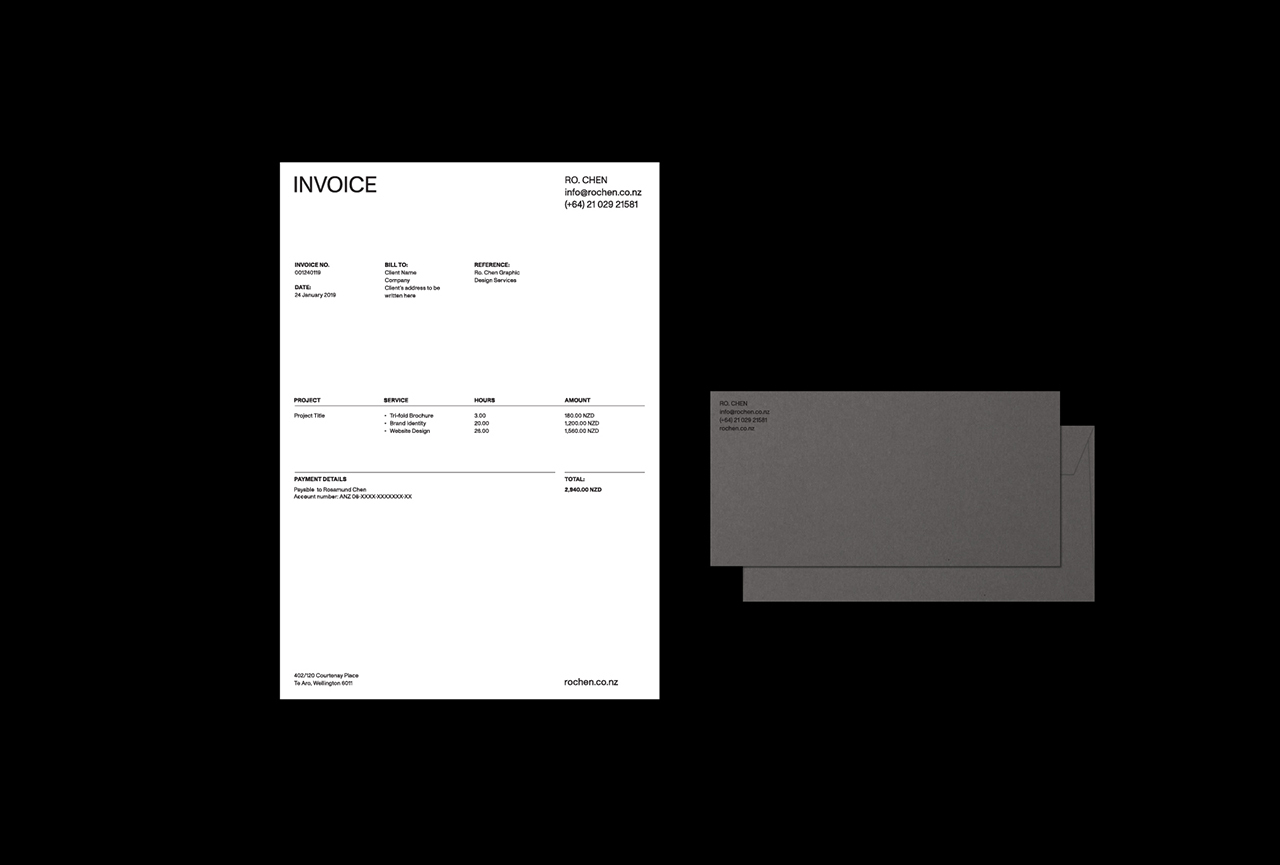 INVOICE
RO. CHEN
info@rochen.co.nz
(+64) 21 029 21581
INVOICE NO.
001240119
DATE:
24 January 2019
BILL TO:
Client Name
Company
Client's address to be
written here
REFERENCE:
Ro. Chen Graphic
Design Services
PROJECT SERVICE HOURS AMOUNT
Project Title • Tri-fold Brochure 3.00 180.00 NZD
• Brand Identity 20.00 1,200.00 NZD
• Website Design 26.00 1,560.00 NZD
PAYMENT DETAILS
Payable to Rosamund Chen
Account number: ANZ 06-XXXX-XXXXXXX-XX
TOTAL:
2,940.00 NZD
402/120 Courtenay Place
Te Aro, Wellington 6011
rochen.co.nz
RO. CHEN
info@rochen.co.nz
(+64) 21 029 21581
rochen.co.nz